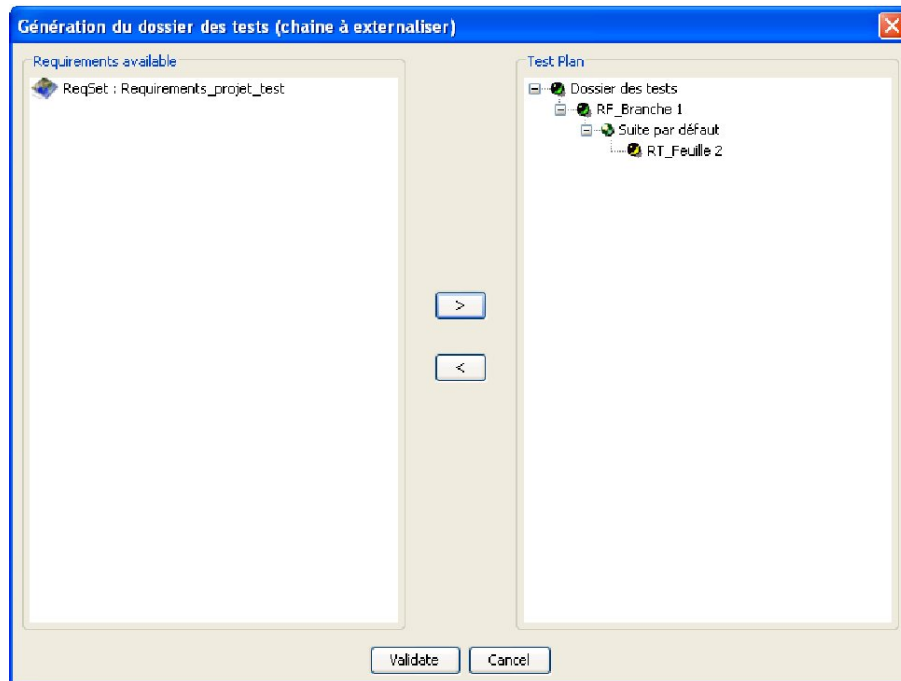 Génération du dossier des tests (chaine à externaliser)
Requirements available
ReqSet : Requirements_projet_test
Test Plan
Dossier des tests
RF_Branche 1
Suite par défaut
RT_Feuille 2
>
<
Validate
Cancel